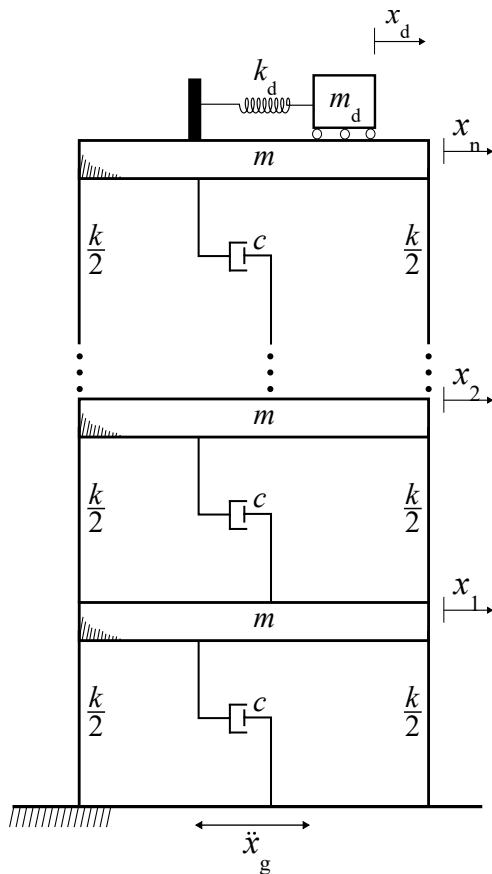 x_d
k_d
m_d
x_n
m
k/2 c k/2
x_2
m
k/2 c k/2
x_1
m
k/2 c k/2
ẍ_g